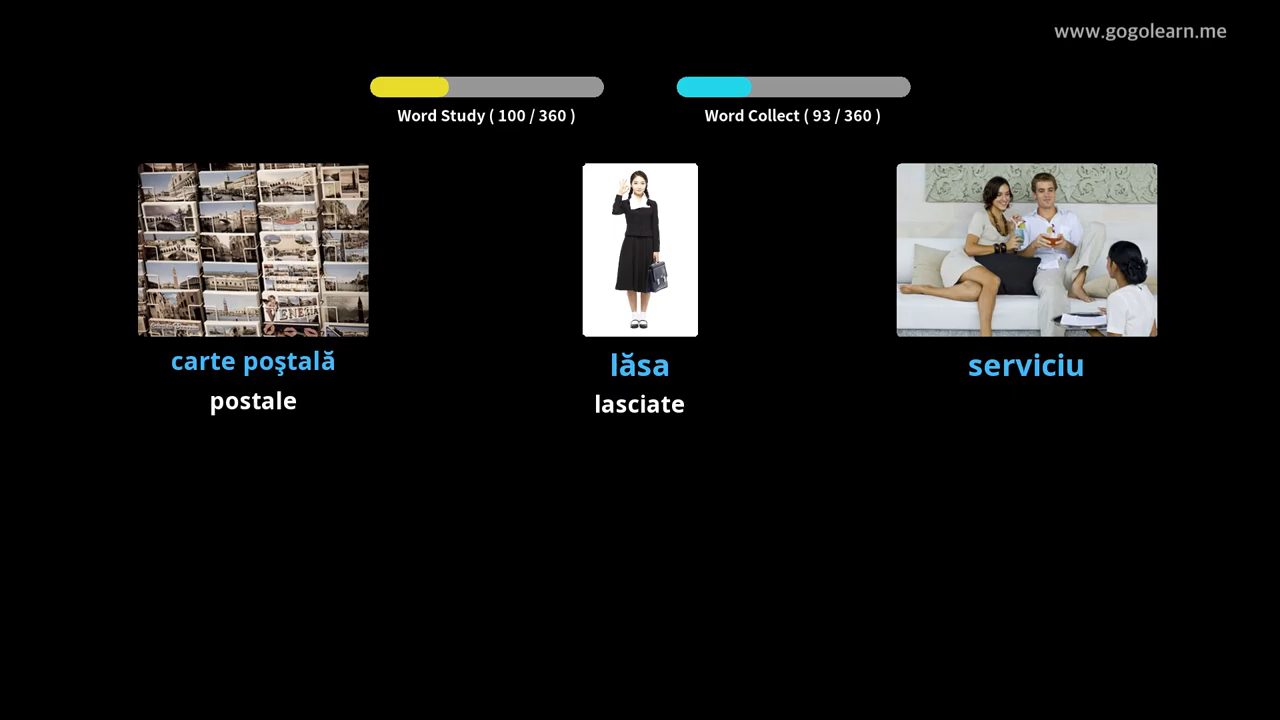 www.gogolearn.me
Word Study ( 100 / 360 )
Word Collect ( 93 / 360 )
carte poştală
postale
lăsa
lasciate
serviciu